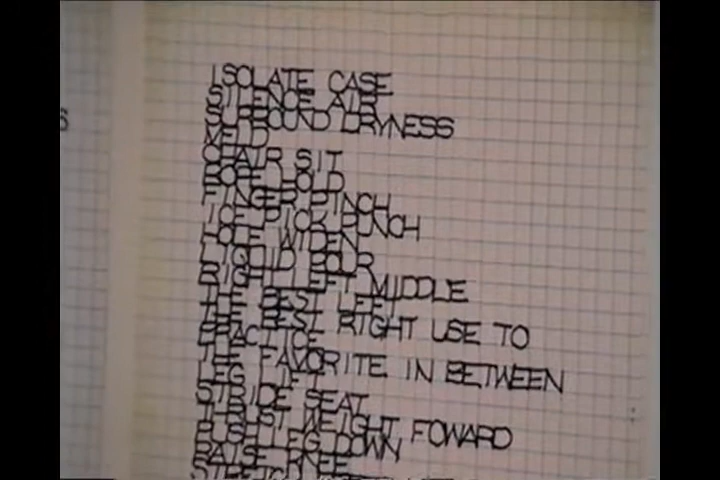 S
ISOLATE CASE
SILENCE AIR
SURROUND DRYNESS
MELD
CHAIR SIT
ROPE HOLD
FINGER PINCH
ICE PICK PUNCH
HOLE WIDEN
LIQUID POUR
RIGHT LEFT MIDDLE
THE BEST LEFT
THE BEST RIGHT USE TO
PRACTICE
THE FAVORITE IN BETWEEN
LEG LIFT
STRIDE SEAT
THRUST WEIGHT FOWARD
PUSH LEG DOWN
RAISE KNEE
STRETCH